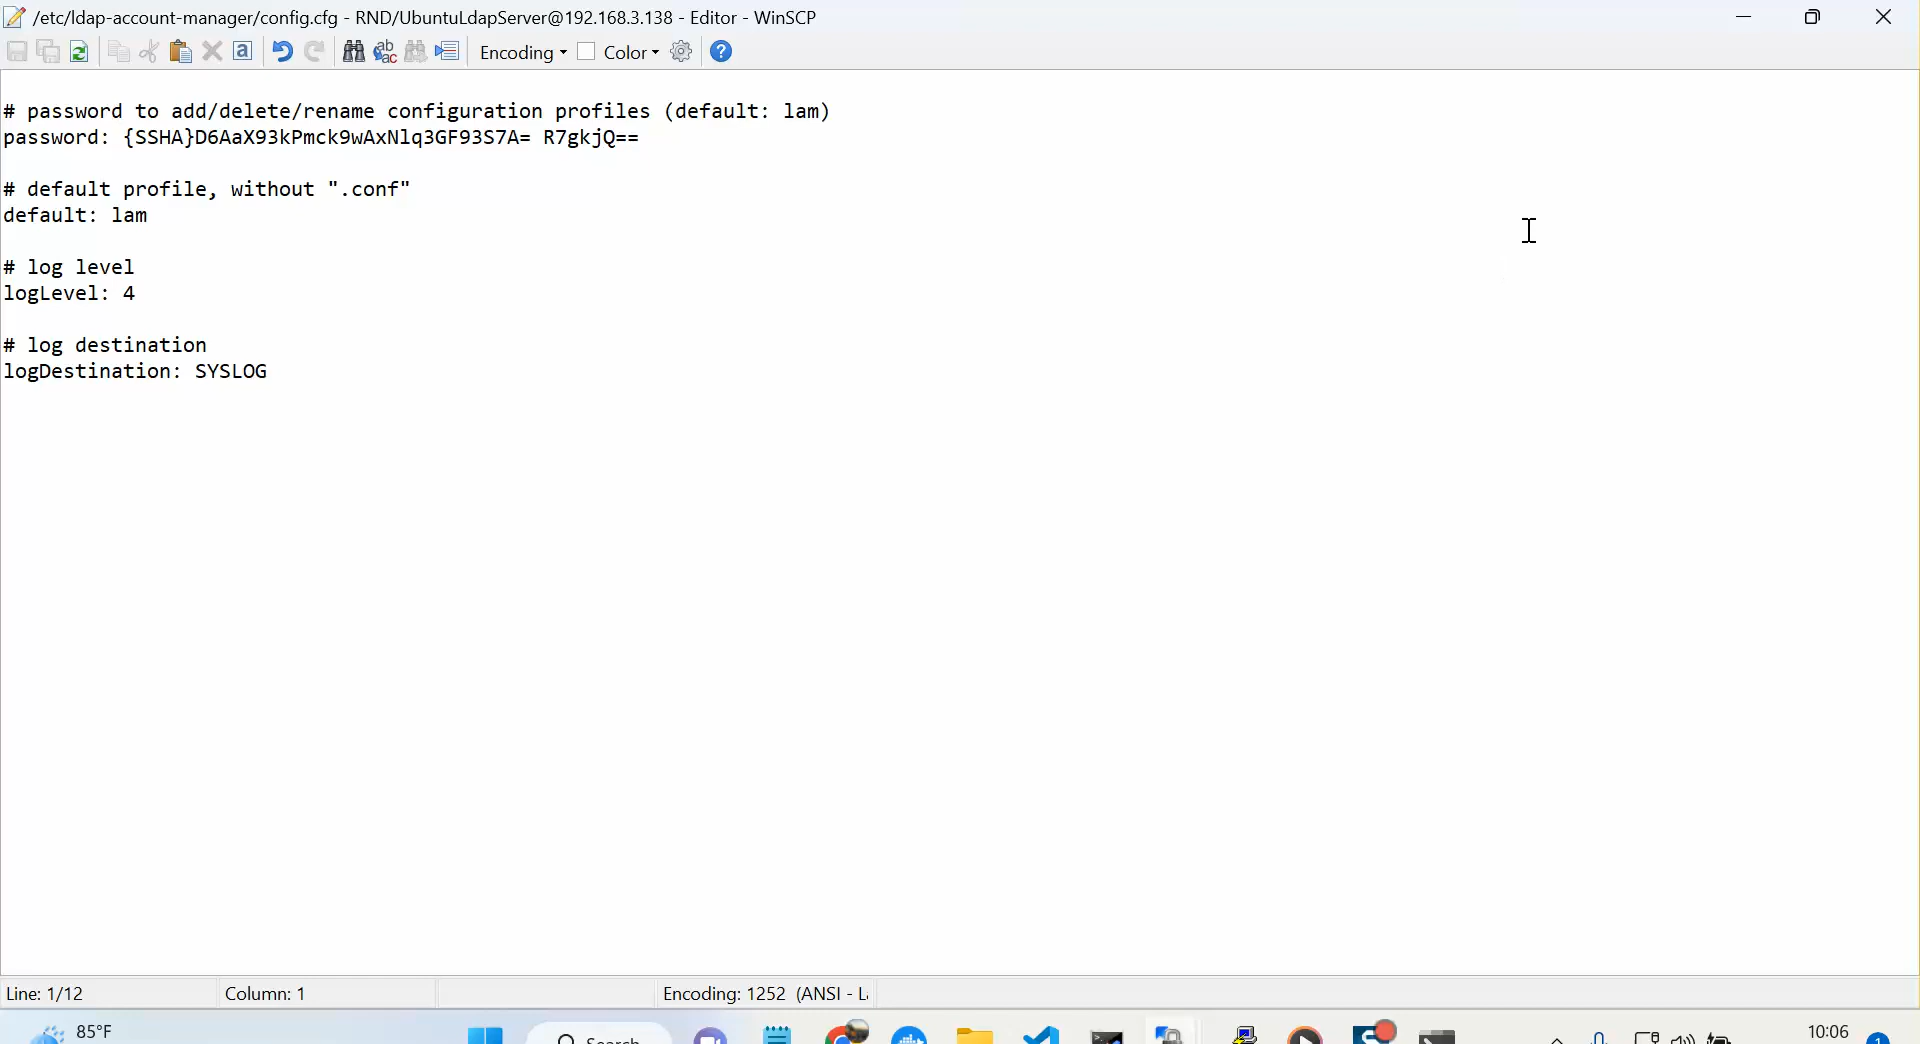 /etc/ldap-account-manager/config.cfg - RND/UbuntuLdapServer@192.168.3.138 - Editor - WinSCP
Encoding Color
# password to add/delete/rename configuration profiles (default: lam)
password: {SSHA}D6AaX93kPmck9wAxNlq3GF93S7A= R7gkjQ==
# default profile, without ".conf"
default: lam
# log level
logLevel: 4
# log destination
logDestination: SYSLOG
Line: 1/12 Column: 1 Encoding: 1252 (ANSI - L
85°F Search 10:06